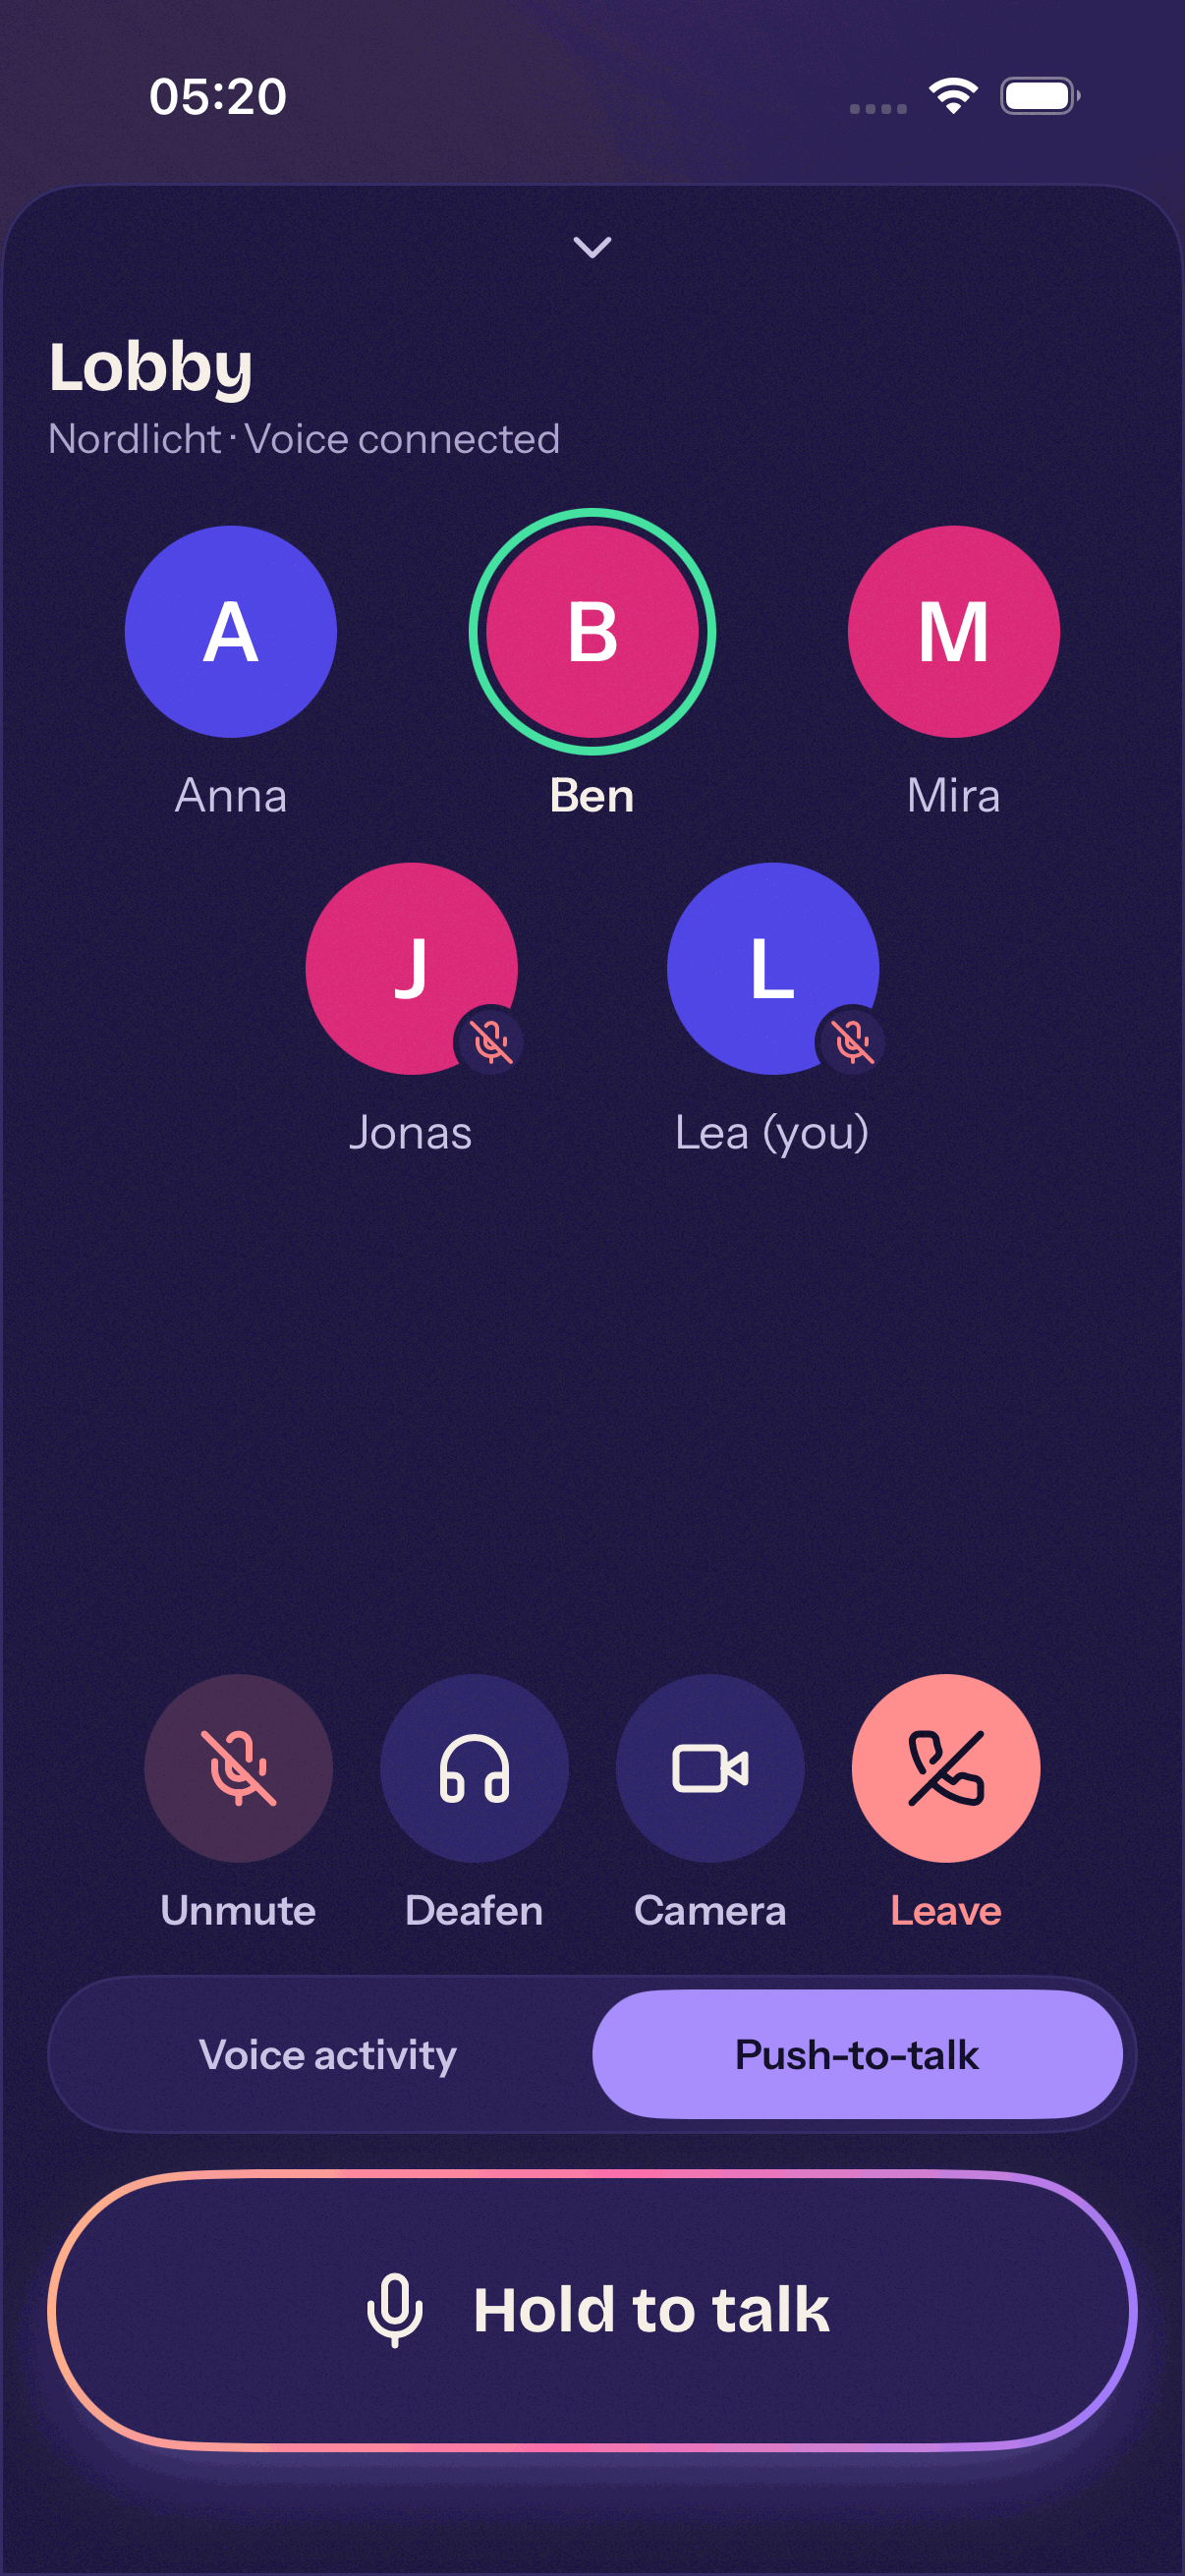 05:20
Lobby
Nordlicht · Voice connected
A
B
M
Anna
Ben
Mira
J
L
Jonas
Lea (you)
Unmute
Deafen
Camera
Leave
Voice activity
Push-to-talk
Hold to talk